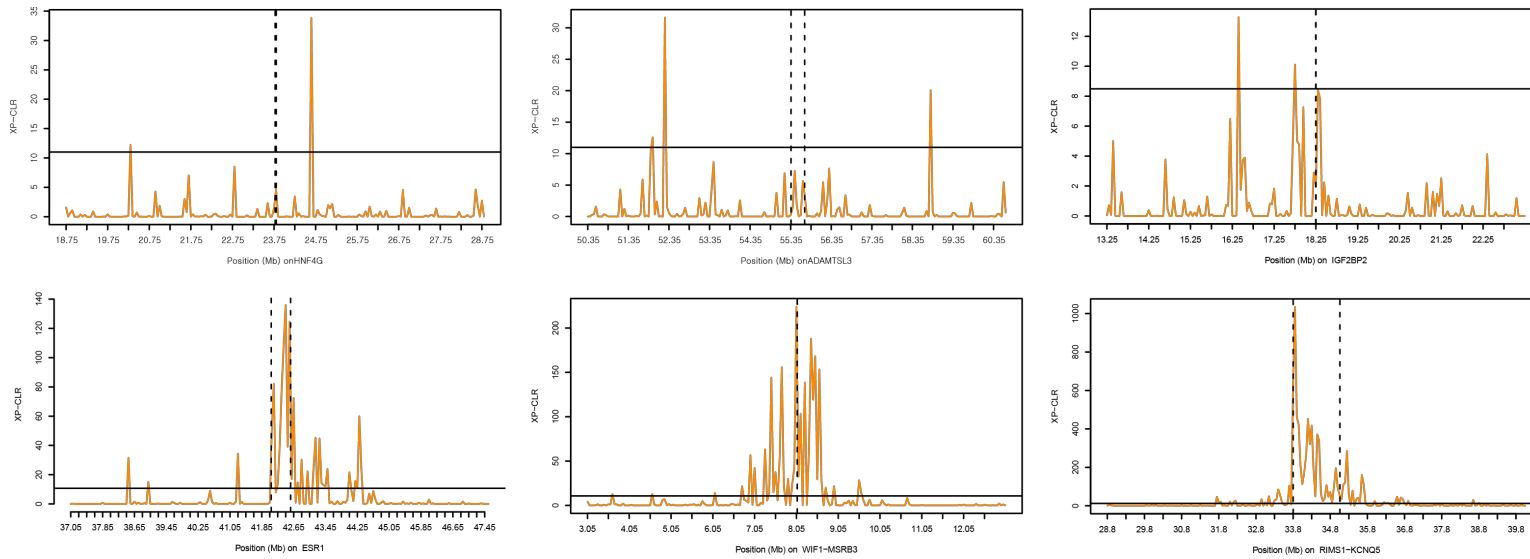 XP-CLR
0 5 10 15 20 25 30 35
18.75 19.75 20.75 21.75 22.75 23.75 24.75 25.75 26.75 27.75 28.75
Position (Mb) onHNF4G
XP-CLR
0 5 10 15 20 25 30
50.35 51.35 52.35 53.35 54.35 55.35 56.35 57.35 58.35 59.35 60.35
Position (Mb) onADAMTSL3
XP-CLR
0 2 4 6 8 10 12
13.25 14.25 15.25 16.25 17.25 18.25 19.25 20.25 21.25 22.25
Position (Mb) on IGF2BP2
XP-CLR
0 20 40 60 80 100 120 140
37.05 37.85 38.65 39.45 40.25 41.05 41.85 42.65 43.45 44.25 45.05 45.85 46.65 47.45
Position (Mb) on ESR1
XP-CLR
0 50 100 150 200
3.05 4.05 5.05 6.05 7.05 8.05 9.05 10.05 11.05 12.05
Position (Mb) on WIF1-MSRB3
XP-CLR
0 200 400 600 800 1000
28.8 29.8 30.8 31.8 32.8 33.8 34.8 35.8 36.8 37.8 38.8 39.8
Position (Mb) on RIMS1-KCNQ5